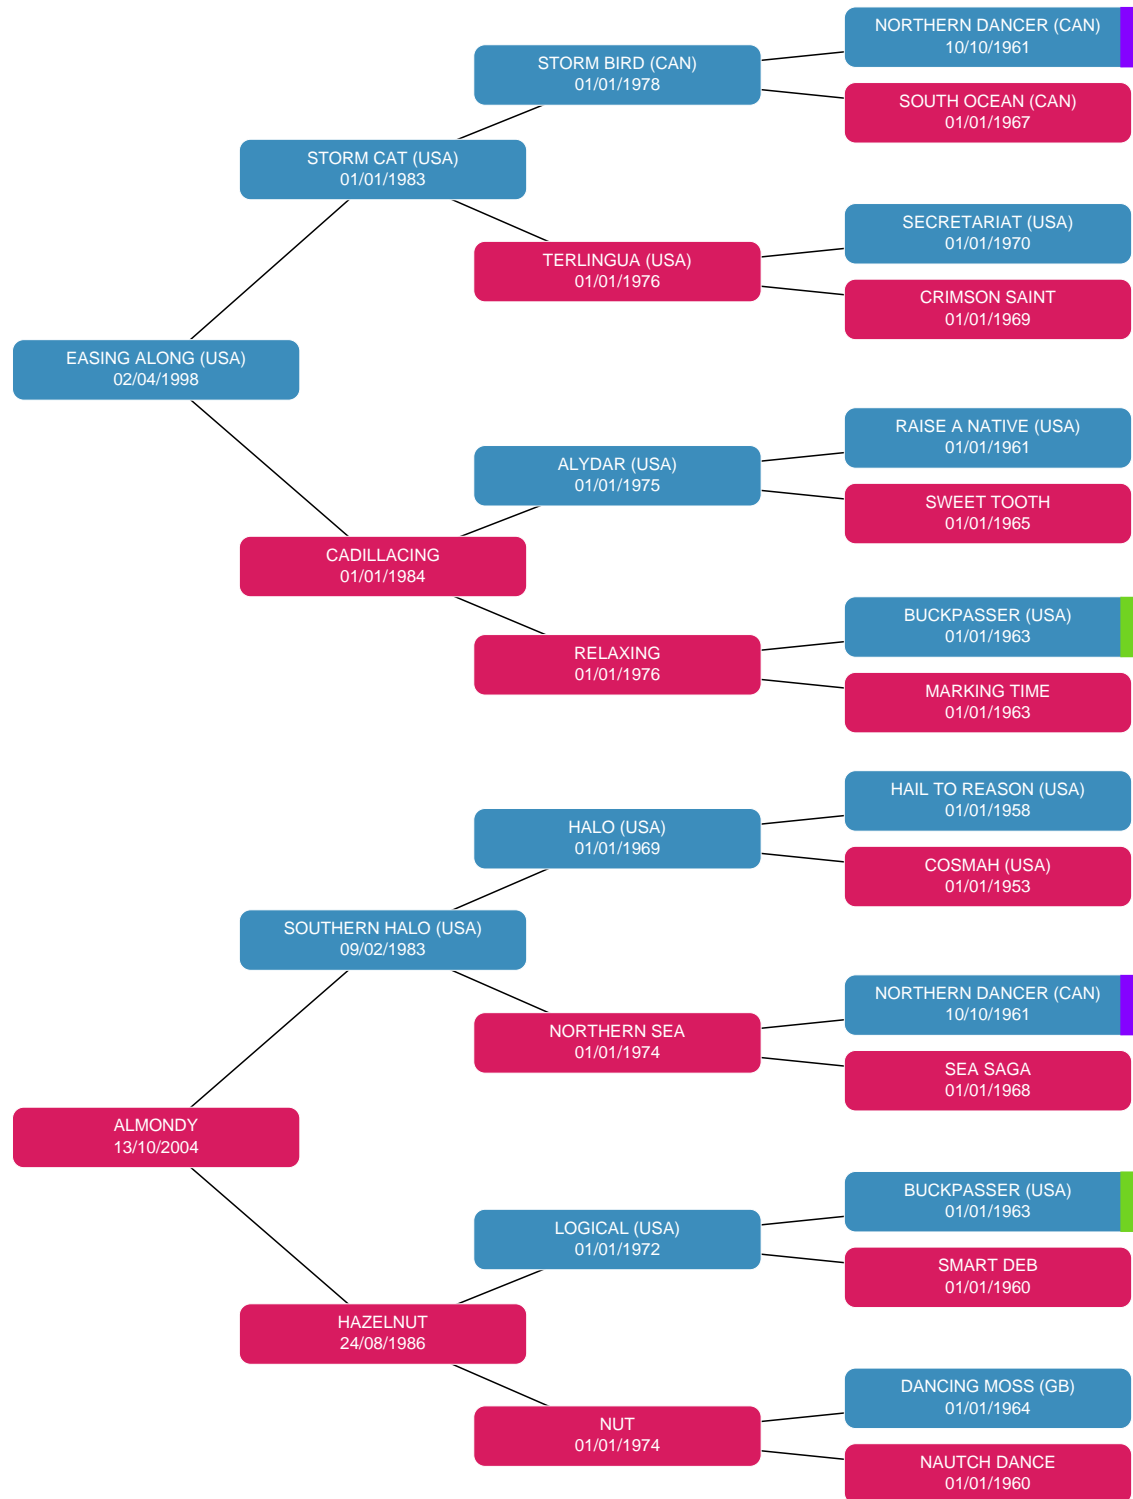 NORTHERN DANCER (CAN)
10/10/1961
STORM BIRD (CAN)
01/01/1978
SOUTH OCEAN (CAN)
01/01/1967
STORM CAT (USA)
01/01/1983
SECRETARIAT (USA)
01/01/1970
TERLINGUA (USA)
01/01/1976
CRIMSON SAINT
01/01/1969
EASING ALONG (USA)
02/04/1998
RAISE A NATIVE (USA)
01/01/1961
ALYDAR (USA)
01/01/1975
SWEET TOOTH
01/01/1965
CADILLACING
01/01/1984
BUCKPASSER (USA)
01/01/1963
RELAXING
01/01/1976
MARKING TIME
01/01/1963
HAIL TO REASON (USA)
01/01/1958
HALO (USA)
01/01/1969
COSMAH (USA)
01/01/1953
SOUTHERN HALO (USA)
09/02/1983
NORTHERN DANCER (CAN)
10/10/1961
NORTHERN SEA
01/01/1974
SEA SAGA
01/01/1968
ALMONDY
13/10/2004
BUCKPASSER (USA)
01/01/1963
LOGICAL (USA)
01/01/1972
SMART DEB
01/01/1960
HAZELNUT
24/08/1986
DANCING MOSS (GB)
01/01/1964
NUT
01/01/1974
NAUTCH DANCE
01/01/1960